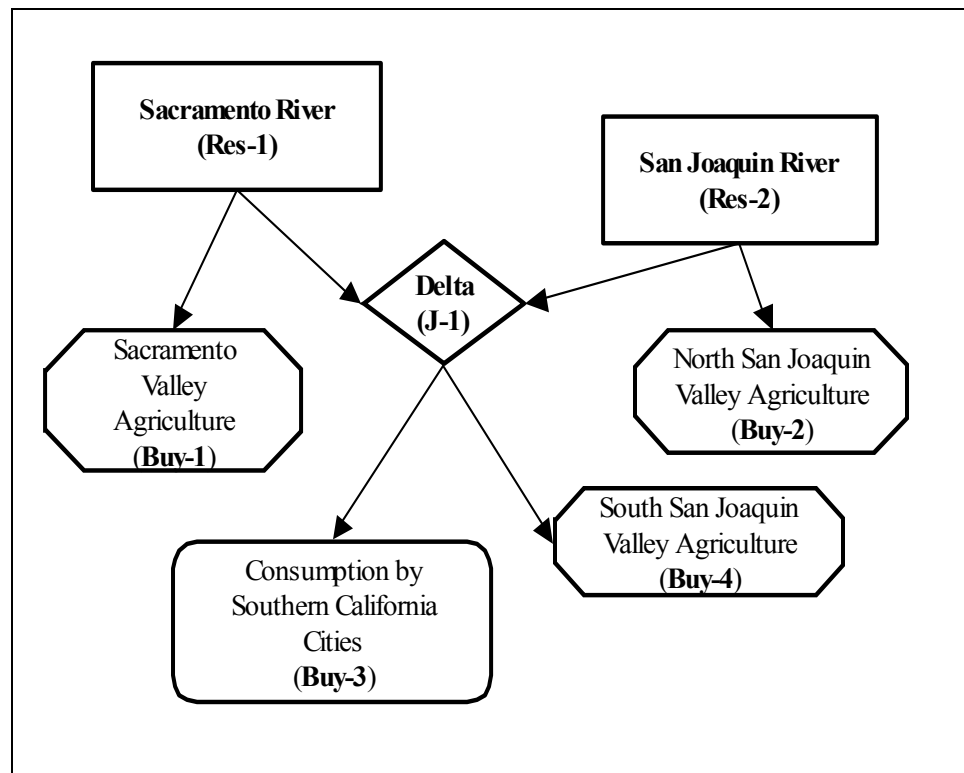 Sacramento River
(Res-1)
San Joaquin River
(Res-2)
Delta
(J-1)
Sacramento
Valley
Agriculture
(Buy-1)
North San Joaquin
Valley Agriculture
(Buy-2)
South San Joaquin
Valley Agriculture
(Buy-4)
Consumption by
Southern California
Cities
(Buy-3)